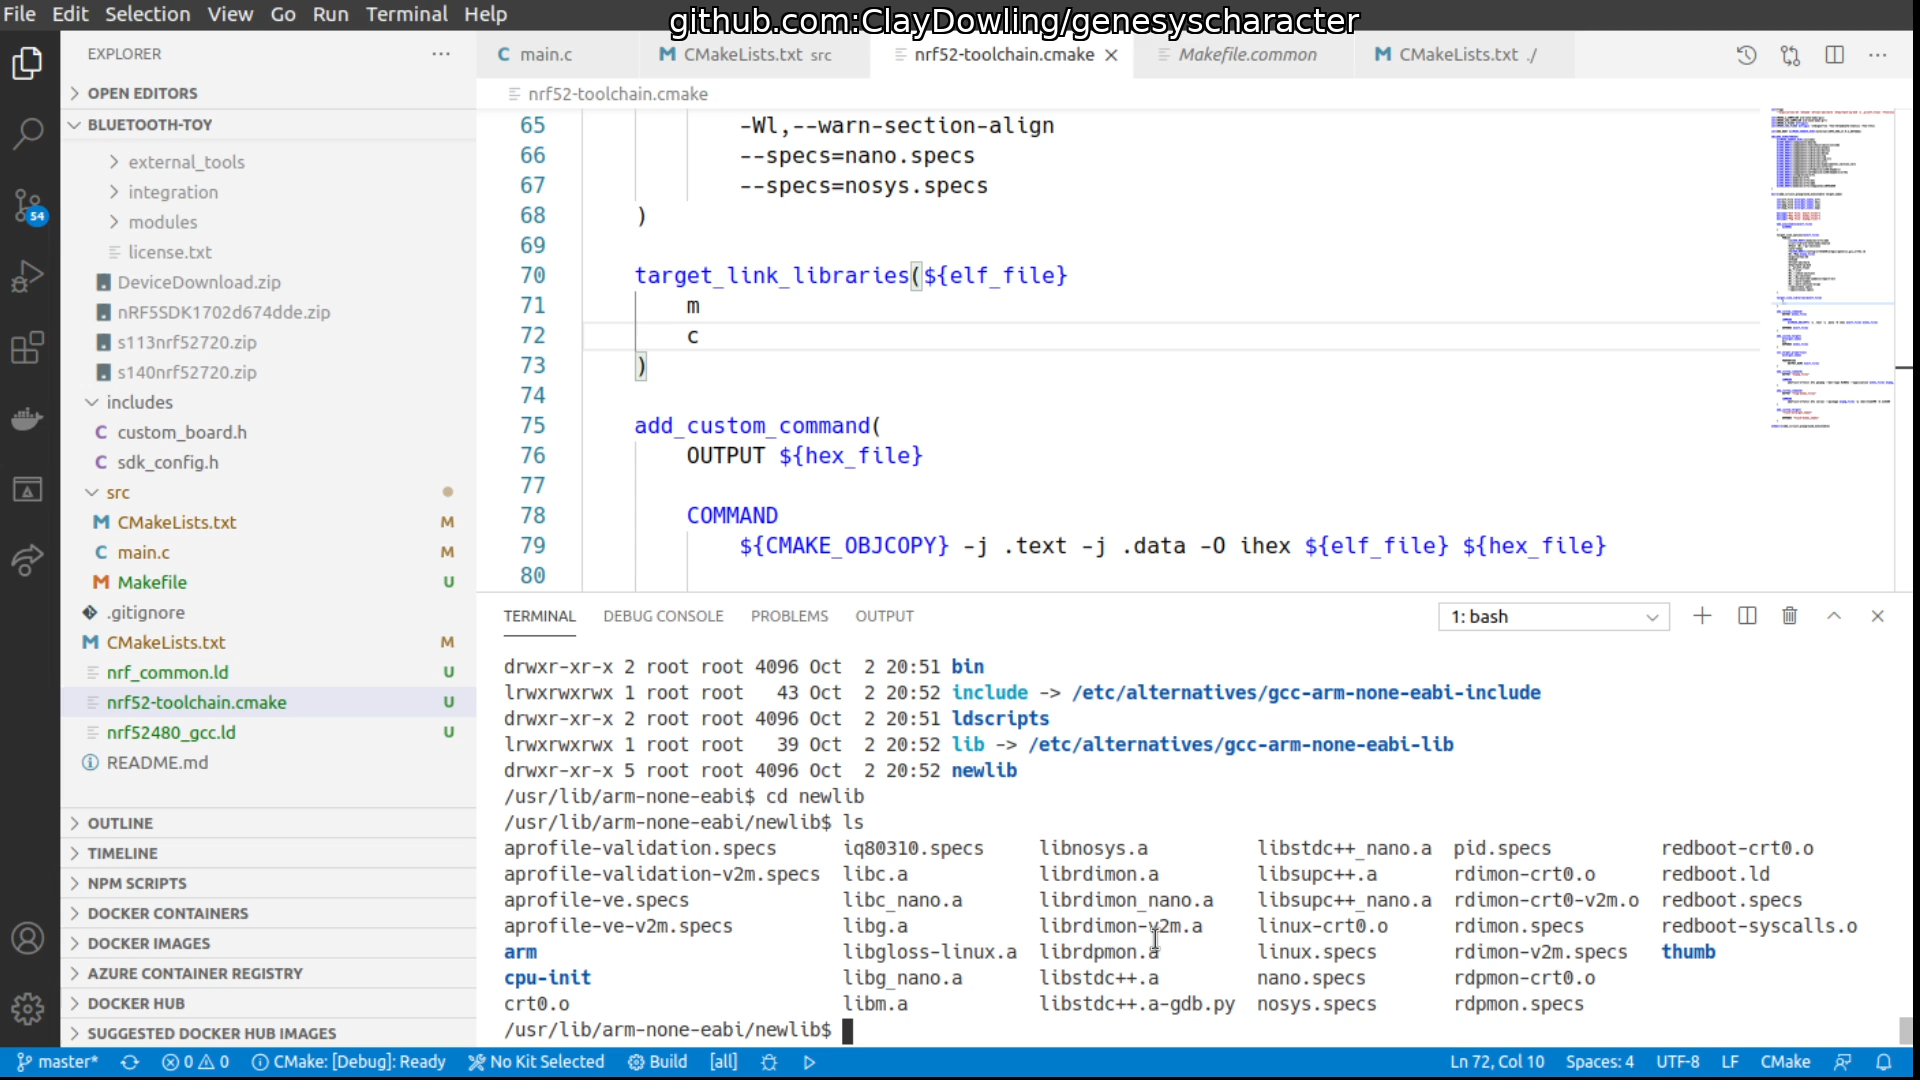 File Edit Selection View Go Run Terminal Help
github.com:ClayDowling/genesyscharacter
EXPLORER
main.c
CMakeLists.txt src
nrf52-toolchain.cmake
Makefile.common
CMakeLists.txt ./
OPEN EDITORS
BLUETOOTH-TOY
external_tools
integration
modules
license.txt
DeviceDownload.zip
nRF5SDK1702d674dde.zip
s113nrf52720.zip
s140nrf52720.zip
includes
C custom_board.h
C sdk_config.h
src
M CMakeLists.txt M
C main.c M
M Makefile U
.gitignore
M CMakeLists.txt M
nrf_common.ld U
nrf52-toolchain.cmake U
nrf52480_gcc.ld U
README.md
OUTLINE
TIMELINE
NPM SCRIPTS
DOCKER CONTAINERS
DOCKER IMAGES
AZURE CONTAINER REGISTRY
DOCKER HUB
SUGGESTED DOCKER HUB IMAGES
54
nrf52-toolchain.cmake
65 -Wl,--warn-section-align
66 --specs=nano.specs
67 --specs=nosys.specs
68 )
69
70 target_link_libraries(${elf_file}
71 m
72 c
73 )
74
75 add_custom_command(
76 OUTPUT ${hex_file}
77
78 COMMAND
79 ${CMAKE_OBJCOPY} -j .text -j .data -O ihex ${elf_file} ${hex_file}
80
TERMINAL DEBUG CONSOLE PROBLEMS OUTPUT 1: bash
drwxr-xr-x 2 root root 4096 Oct  2 20:51 bin
lrwxrwxrwx 1 root root   43 Oct  2 20:52 include -> /etc/alternatives/gcc-arm-none-eabi-include
drwxr-xr-x 2 root root 4096 Oct  2 20:51 ldscripts
lrwxrwxrwx 1 root root   39 Oct  2 20:52 lib -> /etc/alternatives/gcc-arm-none-eabi-lib
drwxr-xr-x 5 root root 4096 Oct  2 20:52 newlib
/usr/lib/arm-none-eabi$ cd newlib
/usr/lib/arm-none-eabi/newlib$ ls
aprofile-validation.specs iq80310.specs libnosys.a libstdc++_nano.a pid.specs redboot-crt0.o
aprofile-validation-v2m.specs libc.a librdimon.a libsupc++.a rdimon-crt0.o redboot.ld
aprofile-ve.specs libc_nano.a librdimon_nano.a libsupc++_nano.a rdimon-crt0-v2m.o redboot.specs
aprofile-ve-v2m.specs libg.a librdimon-v2m.a linux-crt0.o rdimon.specs redboot-syscalls.o
arm libgloss-linux.a librdpmon.a linux.specs rdimon-v2m.specs thumb
cpu-init libg_nano.a libstdc++.a nano.specs rdpmon-crt0.o
crt0.o libm.a libstdc++.a-gdb.py nosys.specs rdpmon.specs
/usr/lib/arm-none-eabi/newlib$
master* 0 0 CMake: [Debug]: Ready No Kit Selected Build [all] Ln 72, Col 10 Spaces: 4 UTF-8 LF CMake